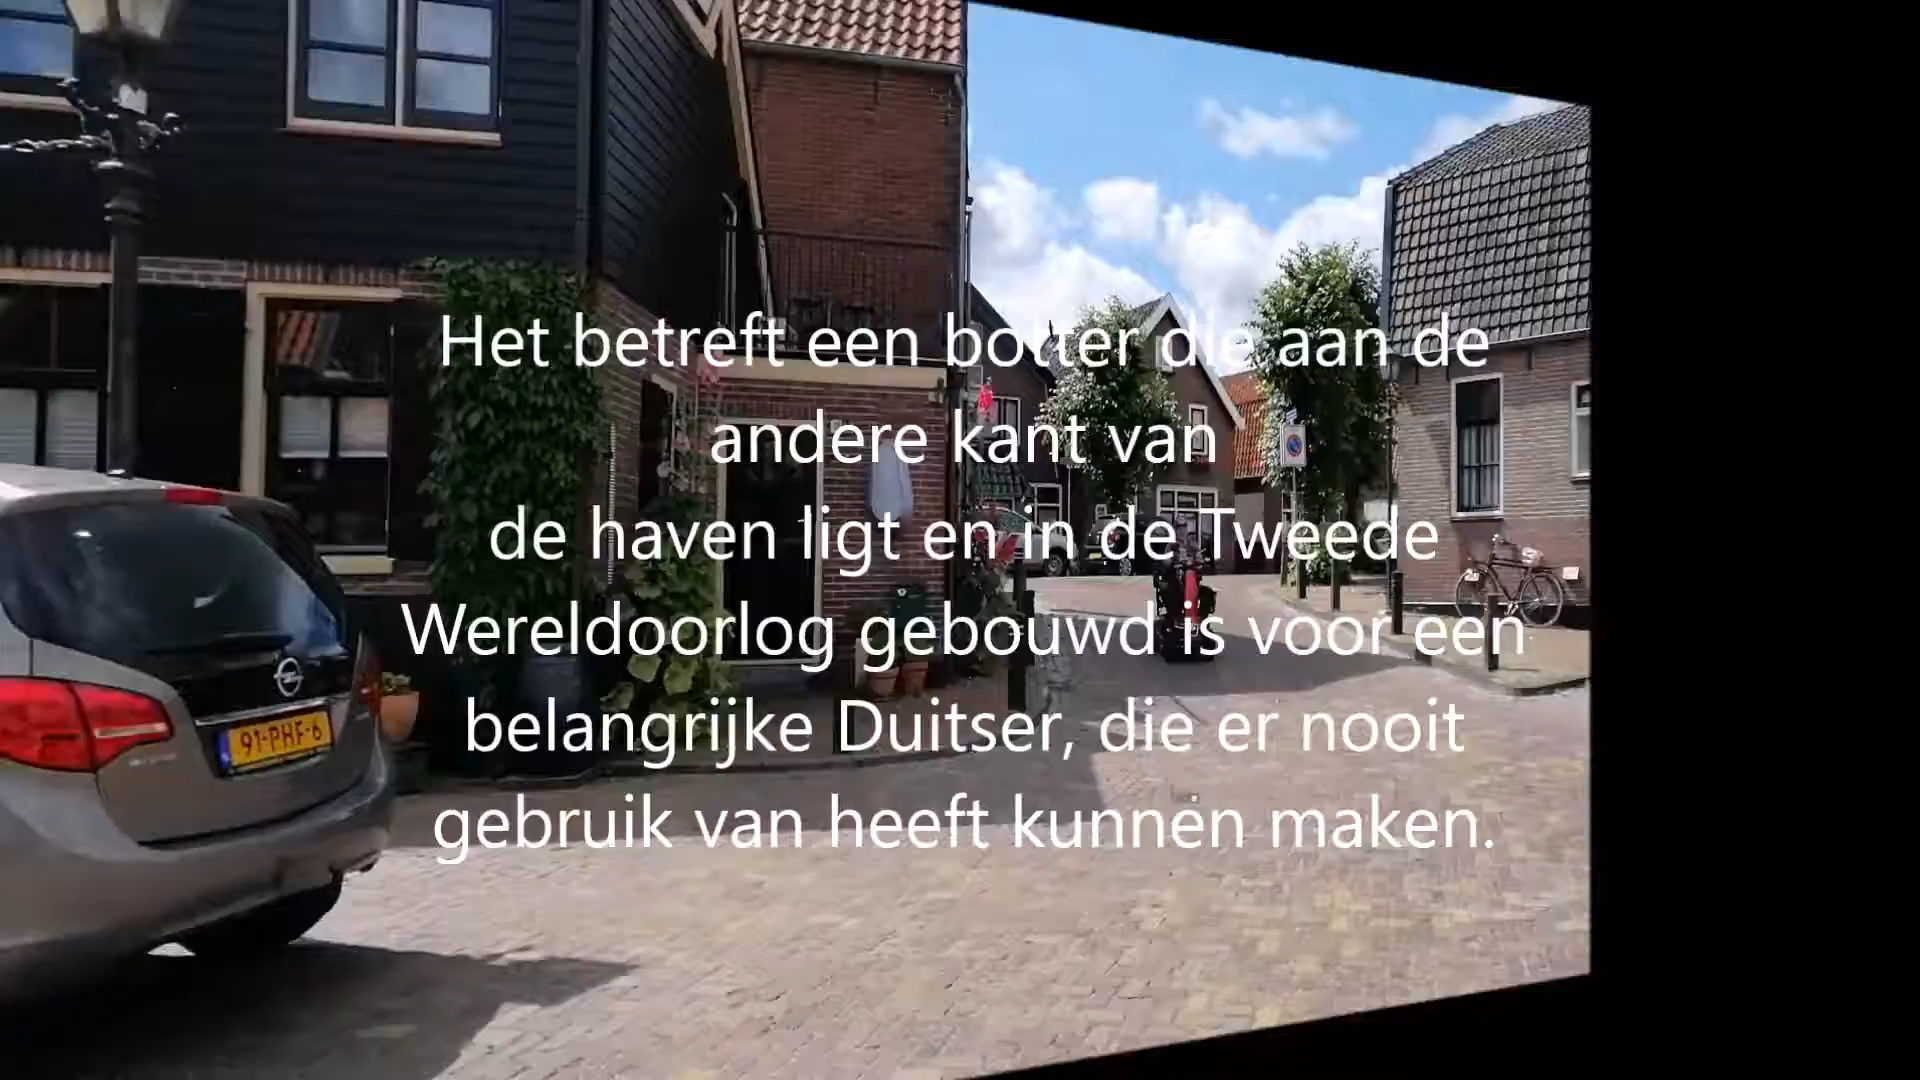 Het betreft een botter die aan de
andere kant van
de haven ligt en in de Tweede
Wereldoorlog gebouwd is voor een
belangrijke Duitser, die er nooit
gebruik van heeft kunnen maken.
91-PHF-6